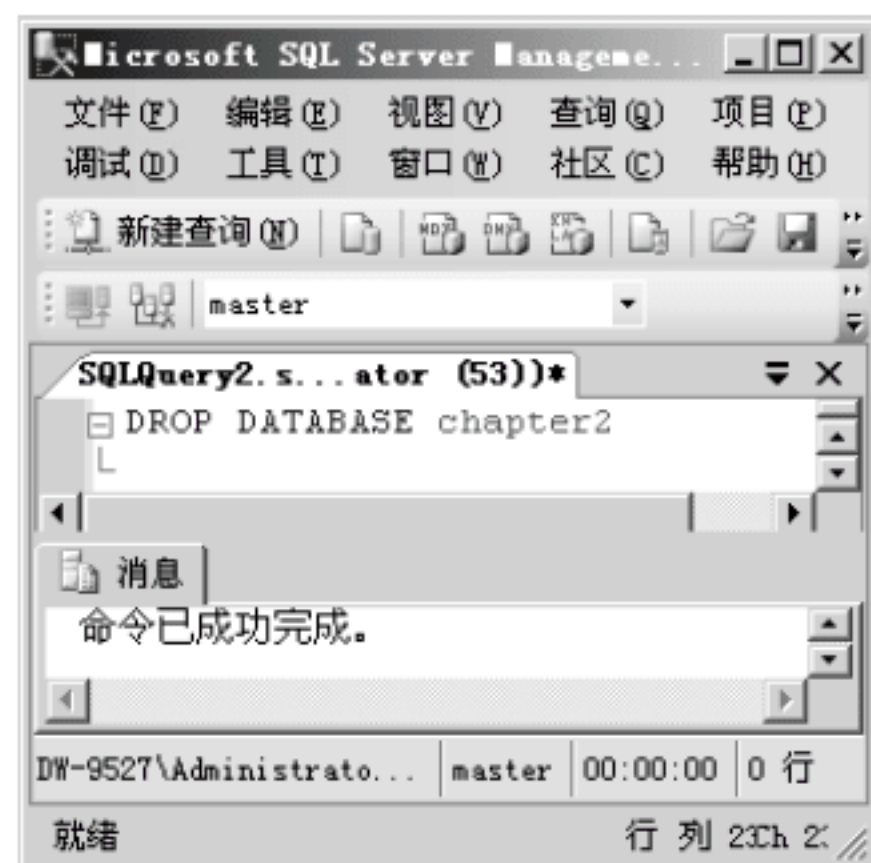 Microsoft SQL Server Manageme...
文件(F) 编辑(E) 视图(V) 查询(Q) 项目(P)
调试(D) 工具(T) 窗口(W) 社区(C) 帮助(H)
新建查询(N)
master
SQLQuery2.s...ator (53))*
DROP DATABASE chapter2
消息
命令已成功完成。
DW-9527\Administrato... master 00:00:00 0 行
就绪 行 列 Ch